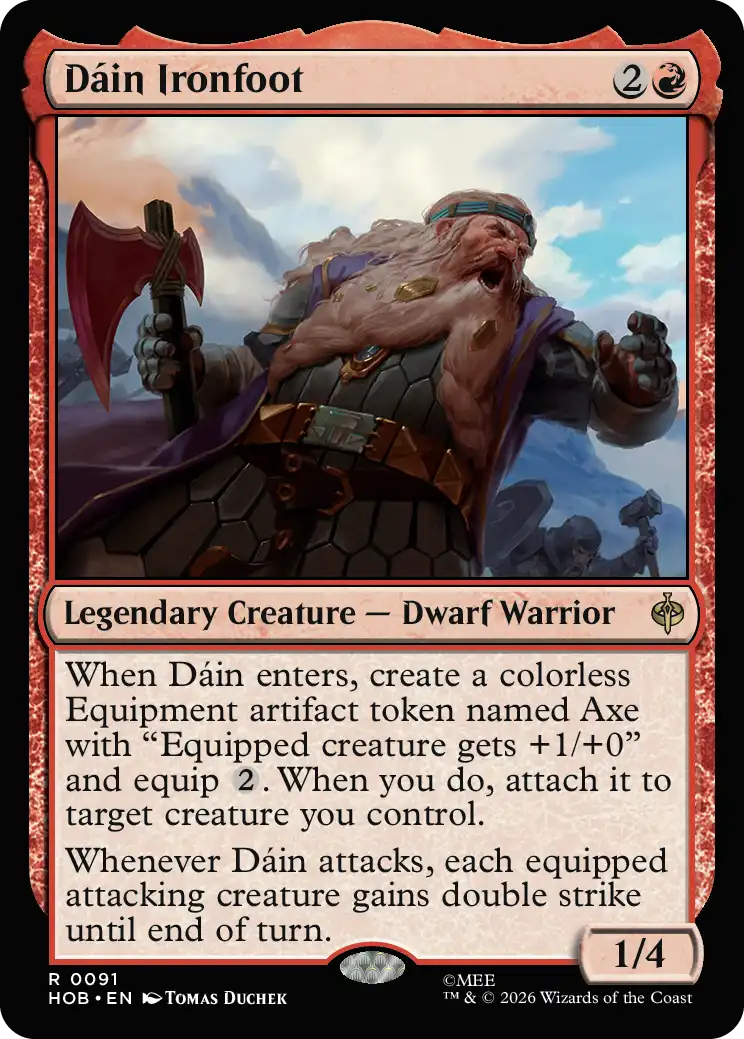 Dáin Ironfoot 2
Legendary Creature — Dwarf Warrior
When Dáin enters, create a colorless
Equipment artifact token named Axe
with “Equipped creature gets +1/+0”
and equip 2. When you do, attach it to
target creature you control.
Whenever Dáin attacks, each equipped
attacking creature gains double strike
until end of turn.
1/4
R 0091
HOB • EN Tomas Duchek
©MEE
™ & © 2026 Wizards of the Coast